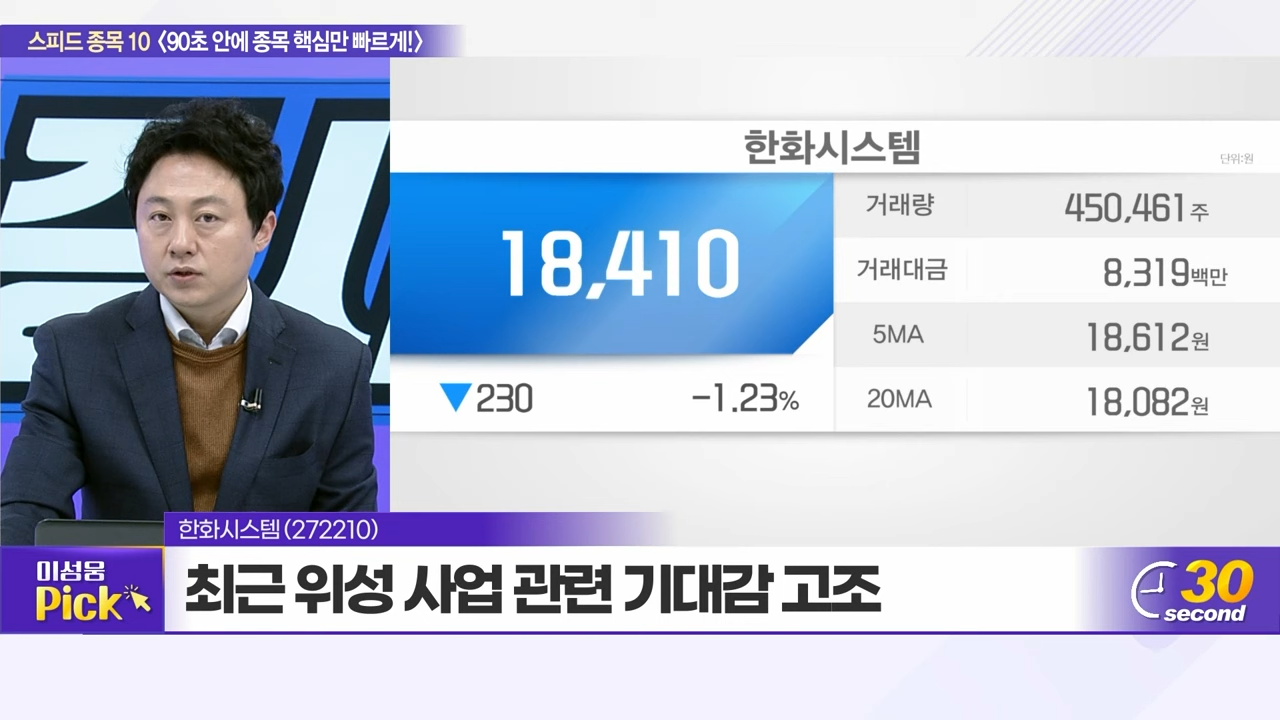 스피드 종목 10 〈90초 안에 종목 핵심만 빠르게!〉
한화시스템
단위:원
18,410
▼230 -1.23%
거래량 450,461주
거래대금 8,319백만
5MA 18,612원
20MA 18,082원
한화시스템(272210)
이성웅
Pick
최근 위성 사업 관련 기대감 고조
30
second